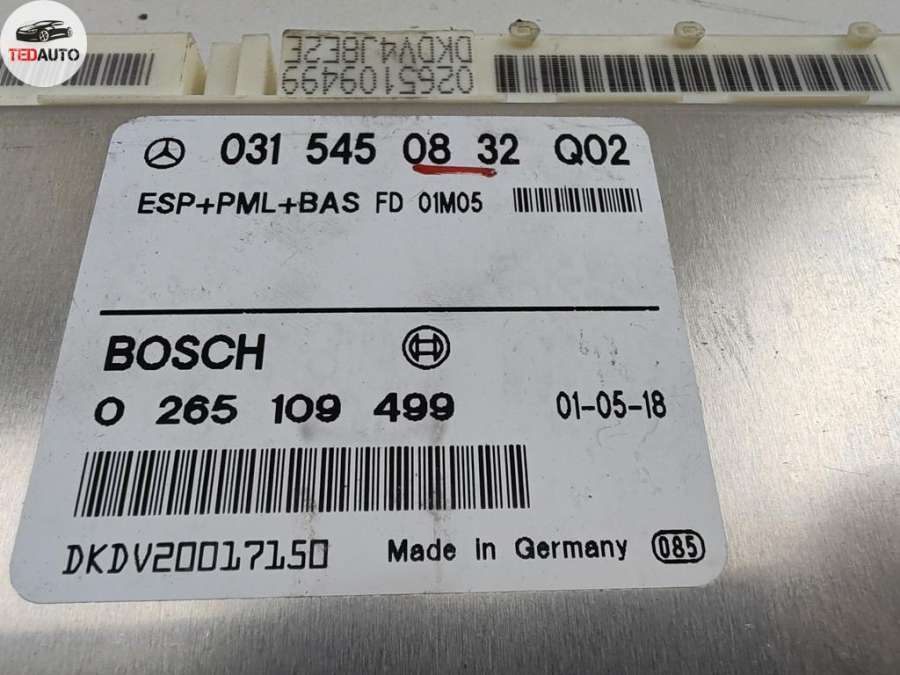 TEDAUTO
DKDV4J8E2E
0265109499
031 545 08 32 Q02
ESP+PML+BAS FD 01M05
BOSCH
0 265 109 499 01-05-18
DKDV20017150 Made in Germany 085